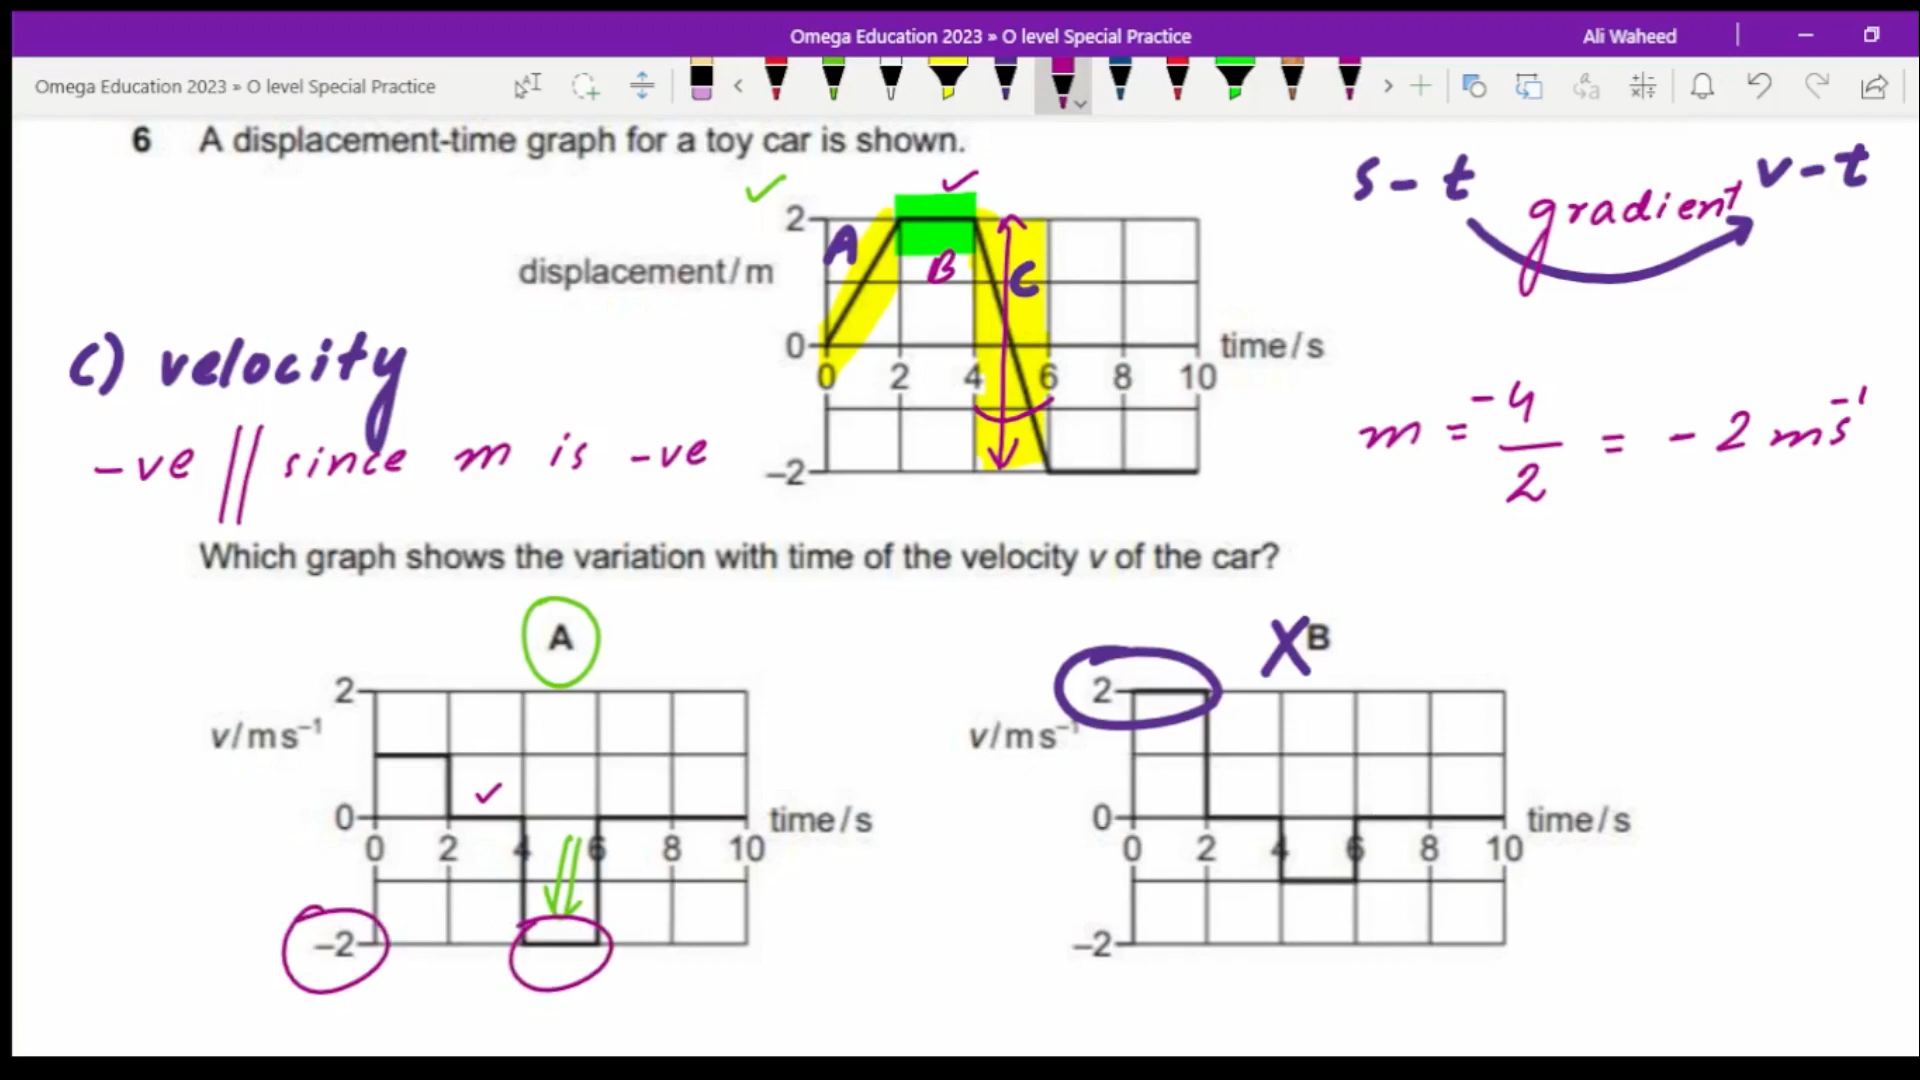 Omega Education 2023 » O level Special Practice
Ali Waheed
Omega Education 2023 » O level Special Practice
6 A displacement-time graph for a toy car is shown.
s - t
gradient
v - t
2
A
B
C
displacement/m
0
time/s
0 2 4 6 8 10
-2
c) velocity
-ve // since m is -ve
m = -4/2 = -2 ms⁻¹
Which graph shows the variation with time of the velocity v of the car?
A
2
v/ms⁻¹
0
time/s
0 2 4 6 8 10
-2
X B
2
v/ms⁻¹
0
time/s
0 2 4 6 8 10
-2